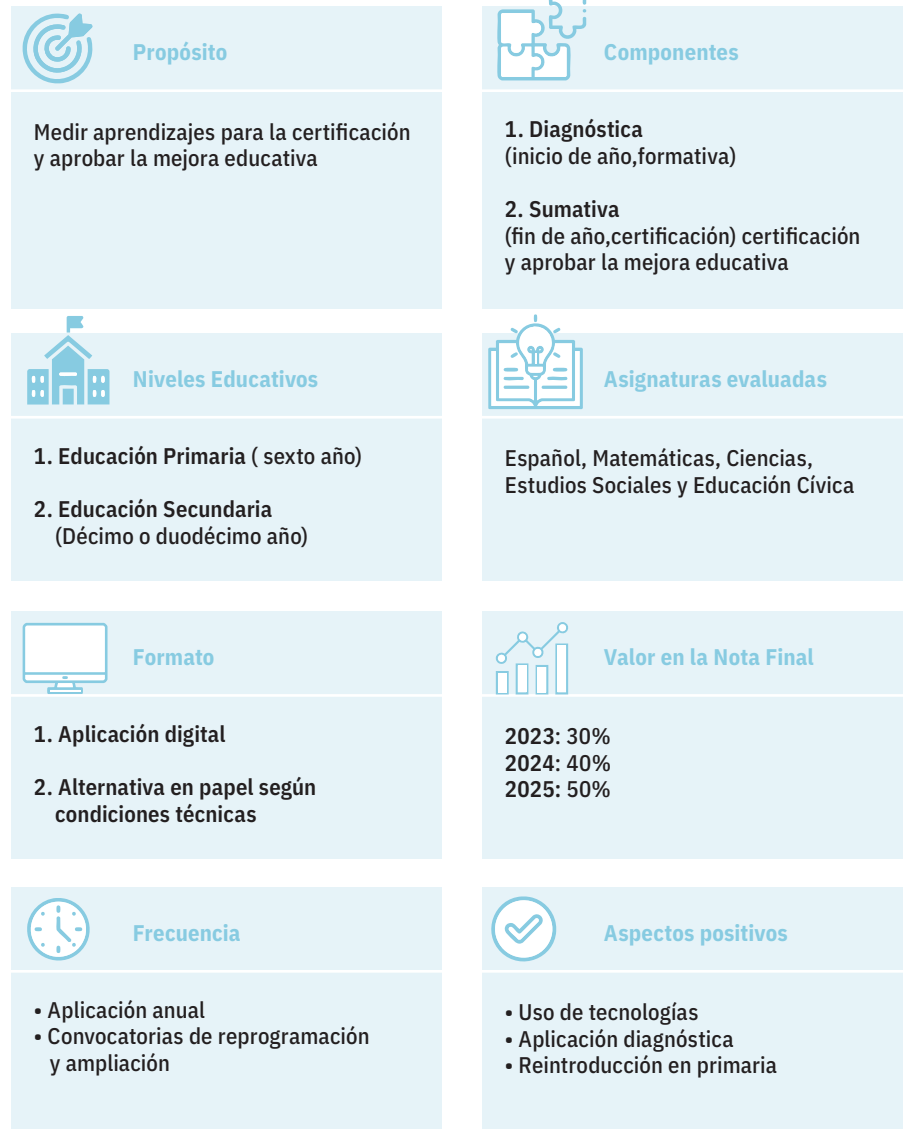 Propósito
Medir aprendizajes para la certificación
y aprobar la mejora educativa
Componentes
1. Diagnóstica
(inicio de año,formativa)
2. Sumativa
(fin de año,certificación) certificación
y aprobar la mejora educativa
Niveles Educativos
1. Educación Primaria ( sexto año)
2. Educación Secundaria
(Décimo o duodécimo año)
Asignaturas evaluadas
Español, Matemáticas, Ciencias,
Estudios Sociales y Educación Cívica
Formato
1. Aplicación digital
2. Alternativa en papel según
condiciones técnicas
Valor en la Nota Final
2023: 30%
2024: 40%
2025: 50%
Frecuencia
• Aplicación anual
• Convocatorias de reprogramación
y ampliación
Aspectos positivos
• Uso de tecnologías
• Aplicación diagnóstica
• Reintroducción en primaria